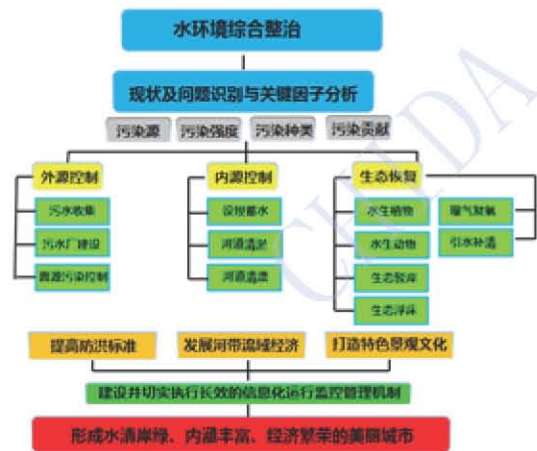 水环境综合整治
现状及问题识别与关键因子分析
污染源 污染强度 污染种类 污染贡献
外源控制 内源控制 生态恢复
污水收集 设坝蓄水 水生植物 曝气复氧
污水厂建设 河道清淤 水生动物 引水补清
面源污染控制 河道清漂 生态驳岸
生态浮床
提高防洪标准 发展河带流域经济 打造特色景观文化
建设并切实执行长效的信息化运行监控管理机制
形成水清岸绿、内涵丰富、经济繁荣的美丽城市
CHIDA